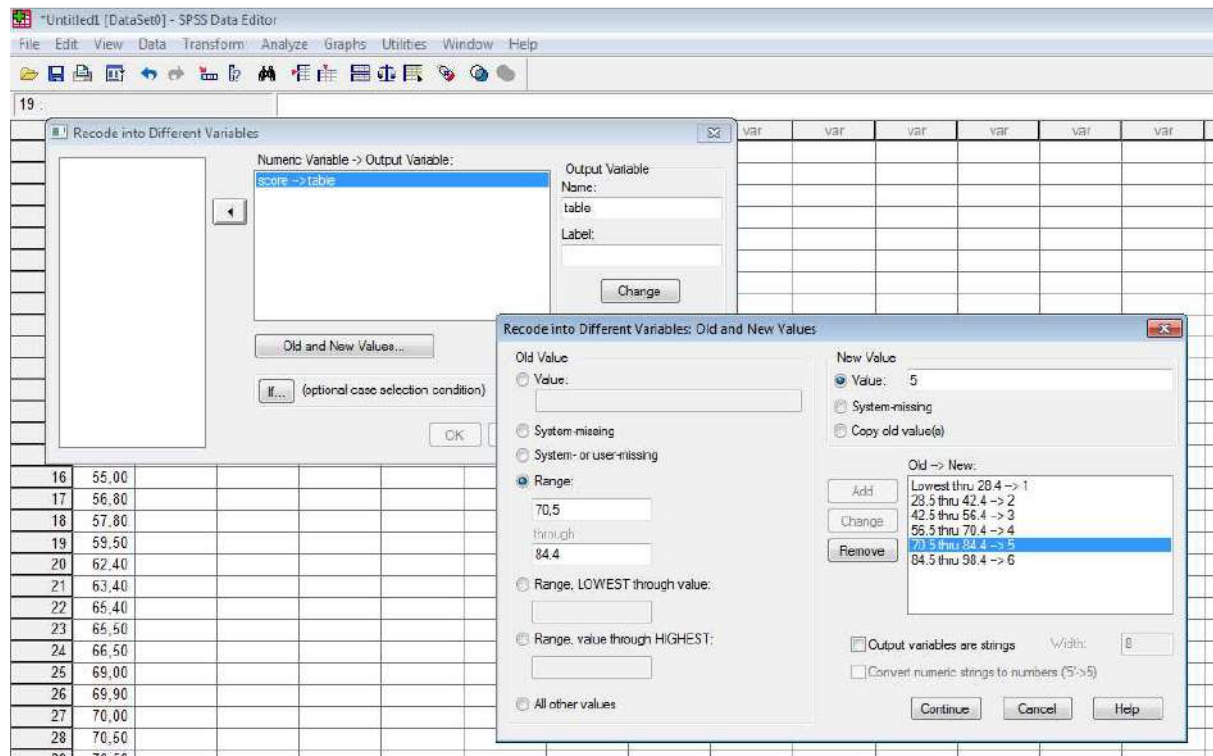 *Untitled1 [DataSet0] - SPSS Data Editor
File Edit View Data Transform Analyze Graphs Utilities Window Help
19 :
Recode into Different Variables
var var var var var var
Numeric Variable -> Output Variable:
score -->table
Output Variable
Name:
table
Label:
Change
Old and New Values...
If... (optional case selection condition)
OK
Recode into Different Variables: Old and New Values
Old Value
Value:
System-missing
System- or user-missing
Range:
70,5
through
84.4
Range, LOWEST through value:
Range, value through HIGHEST:
All other values
New Value
Value: 5
System-missing
Copy old value(s)
Old --> New:
Add
Change
Remove
Lowest thru 28.4 --> 1
28.5 thru 42.4 --> 2
42.5 thru 56.4 --> 3
56.5 thru 70.4 --> 4
70.5 thru 84.4 --> 5
84.5 thru 98.4 --> 6
Output variables are strings Width: 8
Convert numeric strings to numbers ('5'->5)
Continue Cancel Help
16 55,00
17 56,80
18 57,80
19 59,50
20 62,40
21 63,40
22 65,40
23 65,50
24 66,50
25 69,00
26 69,90
27 70,00
28 70,50